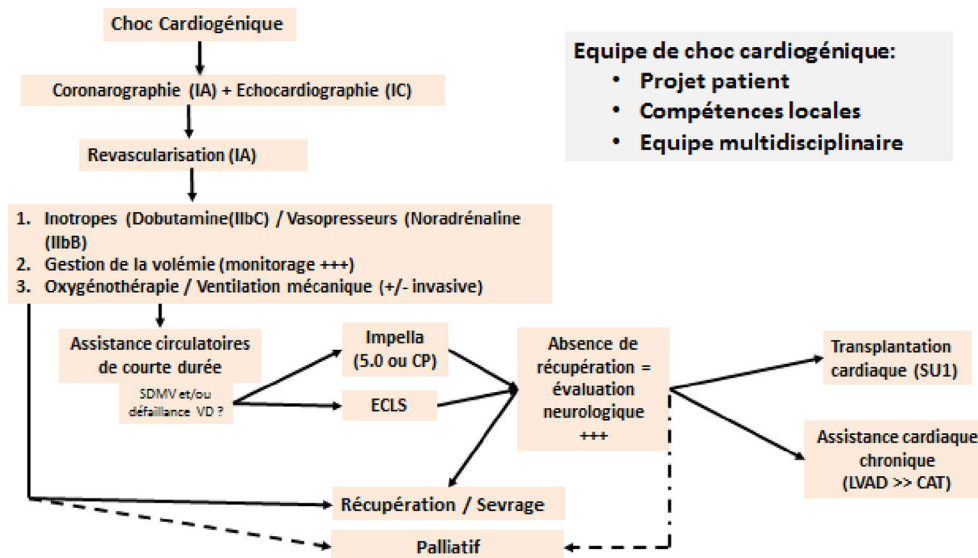 Choc Cardiogénique
Equipe de choc cardiogénique:
• Projet patient
• Compétences locales
• Equipe multidisciplinaire
Coronarographie (IA) + Echocardiographie (IC)
Revascularisation (IA)
1. Inotropes (Dobutamine(IIbC) / Vasopresseurs (Noradrénaline
(IIbB)
2. Gestion de la volémie (monitorage +++)
3. Oxygénothérapie / Ventilation mécanique (+/- invasive)
Assistance circulatoires
de courte durée
SDMV et/ou
défaillance VD ?
Impella
(5.0 ou CP)
ECLS
Absence de
récupération =
évaluation
neurologique
+++
Transplantation
cardiaque (SU1)
Assistance cardiaque
chronique
(LVAD >> CAT)
Récupération / Sevrage
Palliatif